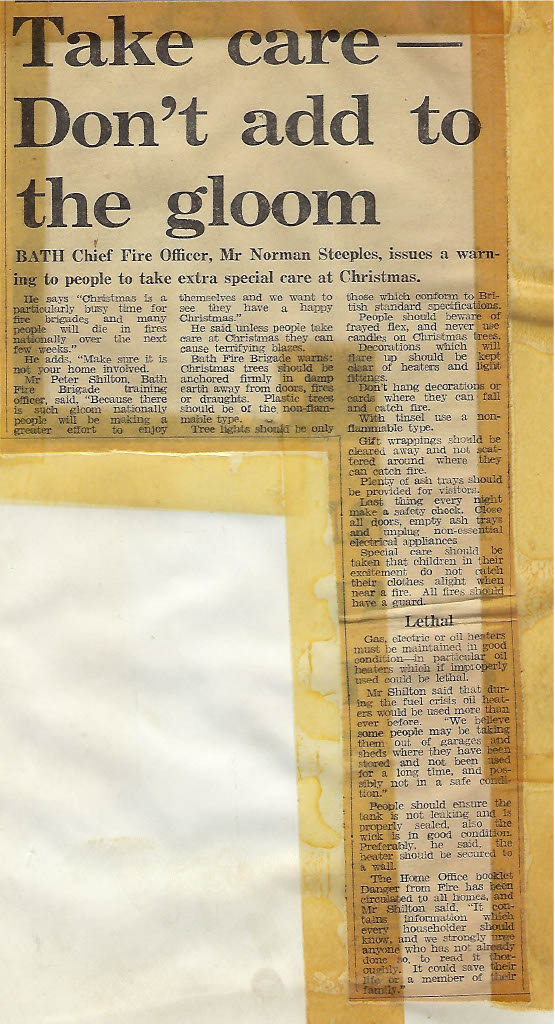 Take care —
Don't add to
the gloom
BATH Chief Fire Officer, Mr Norman Steeples, issues a warn-
ing to people to take extra special care at Christmas.
He says "Christmas is a
particularly busy time for
fire brigades, and many
people will die in fires
nationally over the next
few weeks."
He adds, "Make sure it is
not your home involved.
Mr Peter Shilton, Bath
Fire Brigade training
officer, said, "Because there
is such gloom nationally
people will be making a
greater effort to enjoy
themselves and we want to
see they have a happy
Christmas."
He said unless people take
care at Christmas they can
cause terrifying blazes.
Bath Fire Brigade warns:
Christmas trees should be
anchored firmly in damp
earth away from doors, fires
or draughts. Plastic trees
should be of the non-flam-
mable type.
Tree lights should be only
those which conform to Bri-
tish standard specifications.
People should beware of
frayed flex, and never use
candles on Christmas trees.
Decorations which will
flare up should be kept
clear of heaters and light
fittings.
Don't hang decorations or
cards where they can fall
and catch fire.
With tinsel use a non-
flammable type.
Gift wrappings should be
cleared away and not scat-
tered around where they
can catch fire.
Plenty of ash trays should
be provided for visitors.
Last thing every night
make a safety check. Close
all doors, empty ash trays
and unplug non-essential
electrical appliances
Special care should be
taken that children in their
excitement do not catch
their clothes alight when
near a fire. All fires should
have a guard.
Lethal
Gas, electric or oil heaters
must be maintained in good
condition—in particular oil
heaters which if improperly
used could be lethal.
Mr Shilton said that dur-
ing the fuel crisis oil heat-
ers would be used more than
ever before. "We believe
some people may be taking
them out of garages and
sheds where they have been
stored and not been used
for a long time, and pos-
sibly not in a safe condi-
tion."
People should ensure the
tank is not leaking and is
properly sealed, also the
wick is in good condition.
Preferably, he said, the
heater should be secured to
a wall.
The Home Office booklet
Danger from Fire has been
circulated to all homes, and
Mr Shilton said, "It con-
tains information which
every householder should
know, and we strongly urge
anyone who has not already
done so, to read it thor-
oughly. It could save their
life or a member of their
family."